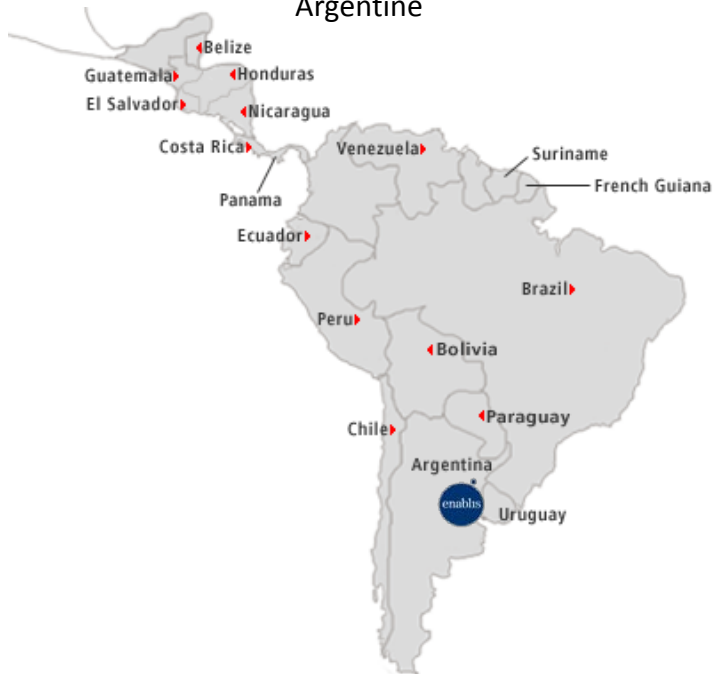 Argentine
Belize
Guatemala
Honduras
El Salvador
Nicaragua
Costa Rica
Venezuela
Suriname
French Guiana
Panama
Ecuador
Brazil
Peru
Bolivia
Paraguay
Chile
Argentina
enablis
Uruguay